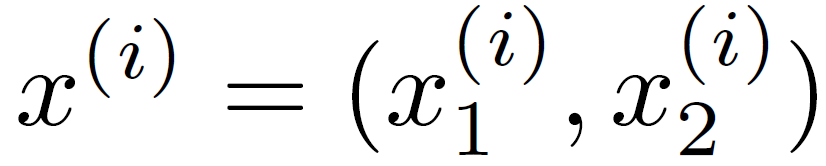 x^{(i)} = (x_1^{(i)}, x_2^{(i)})